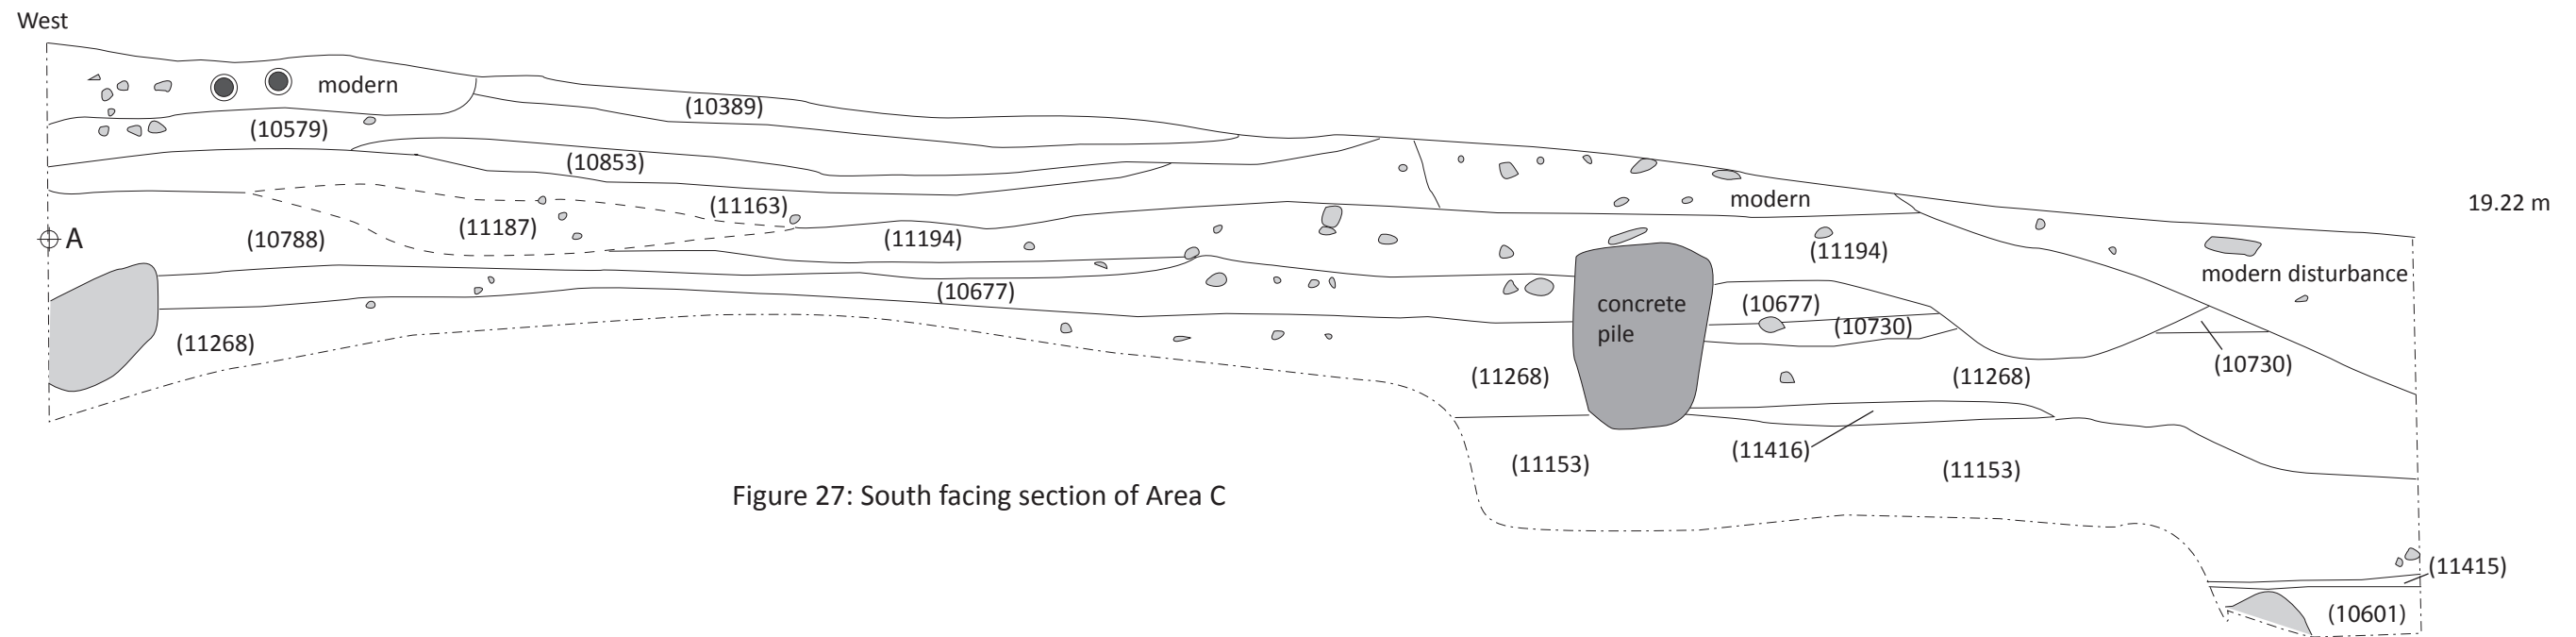 West
modern
(10389)
(10579)
(10853)
modern
(11163)
19.22 m
(11187)
A
(10788)
(11194)
(11194)
modern disturbance
(10677)
concrete
pile
(10677)
(10730)
(11268)
(10730)
(11268)
(11268)
(11416)
(11153)
(11153)
Figure 27: South facing section of Area C
(11415)
(10601)